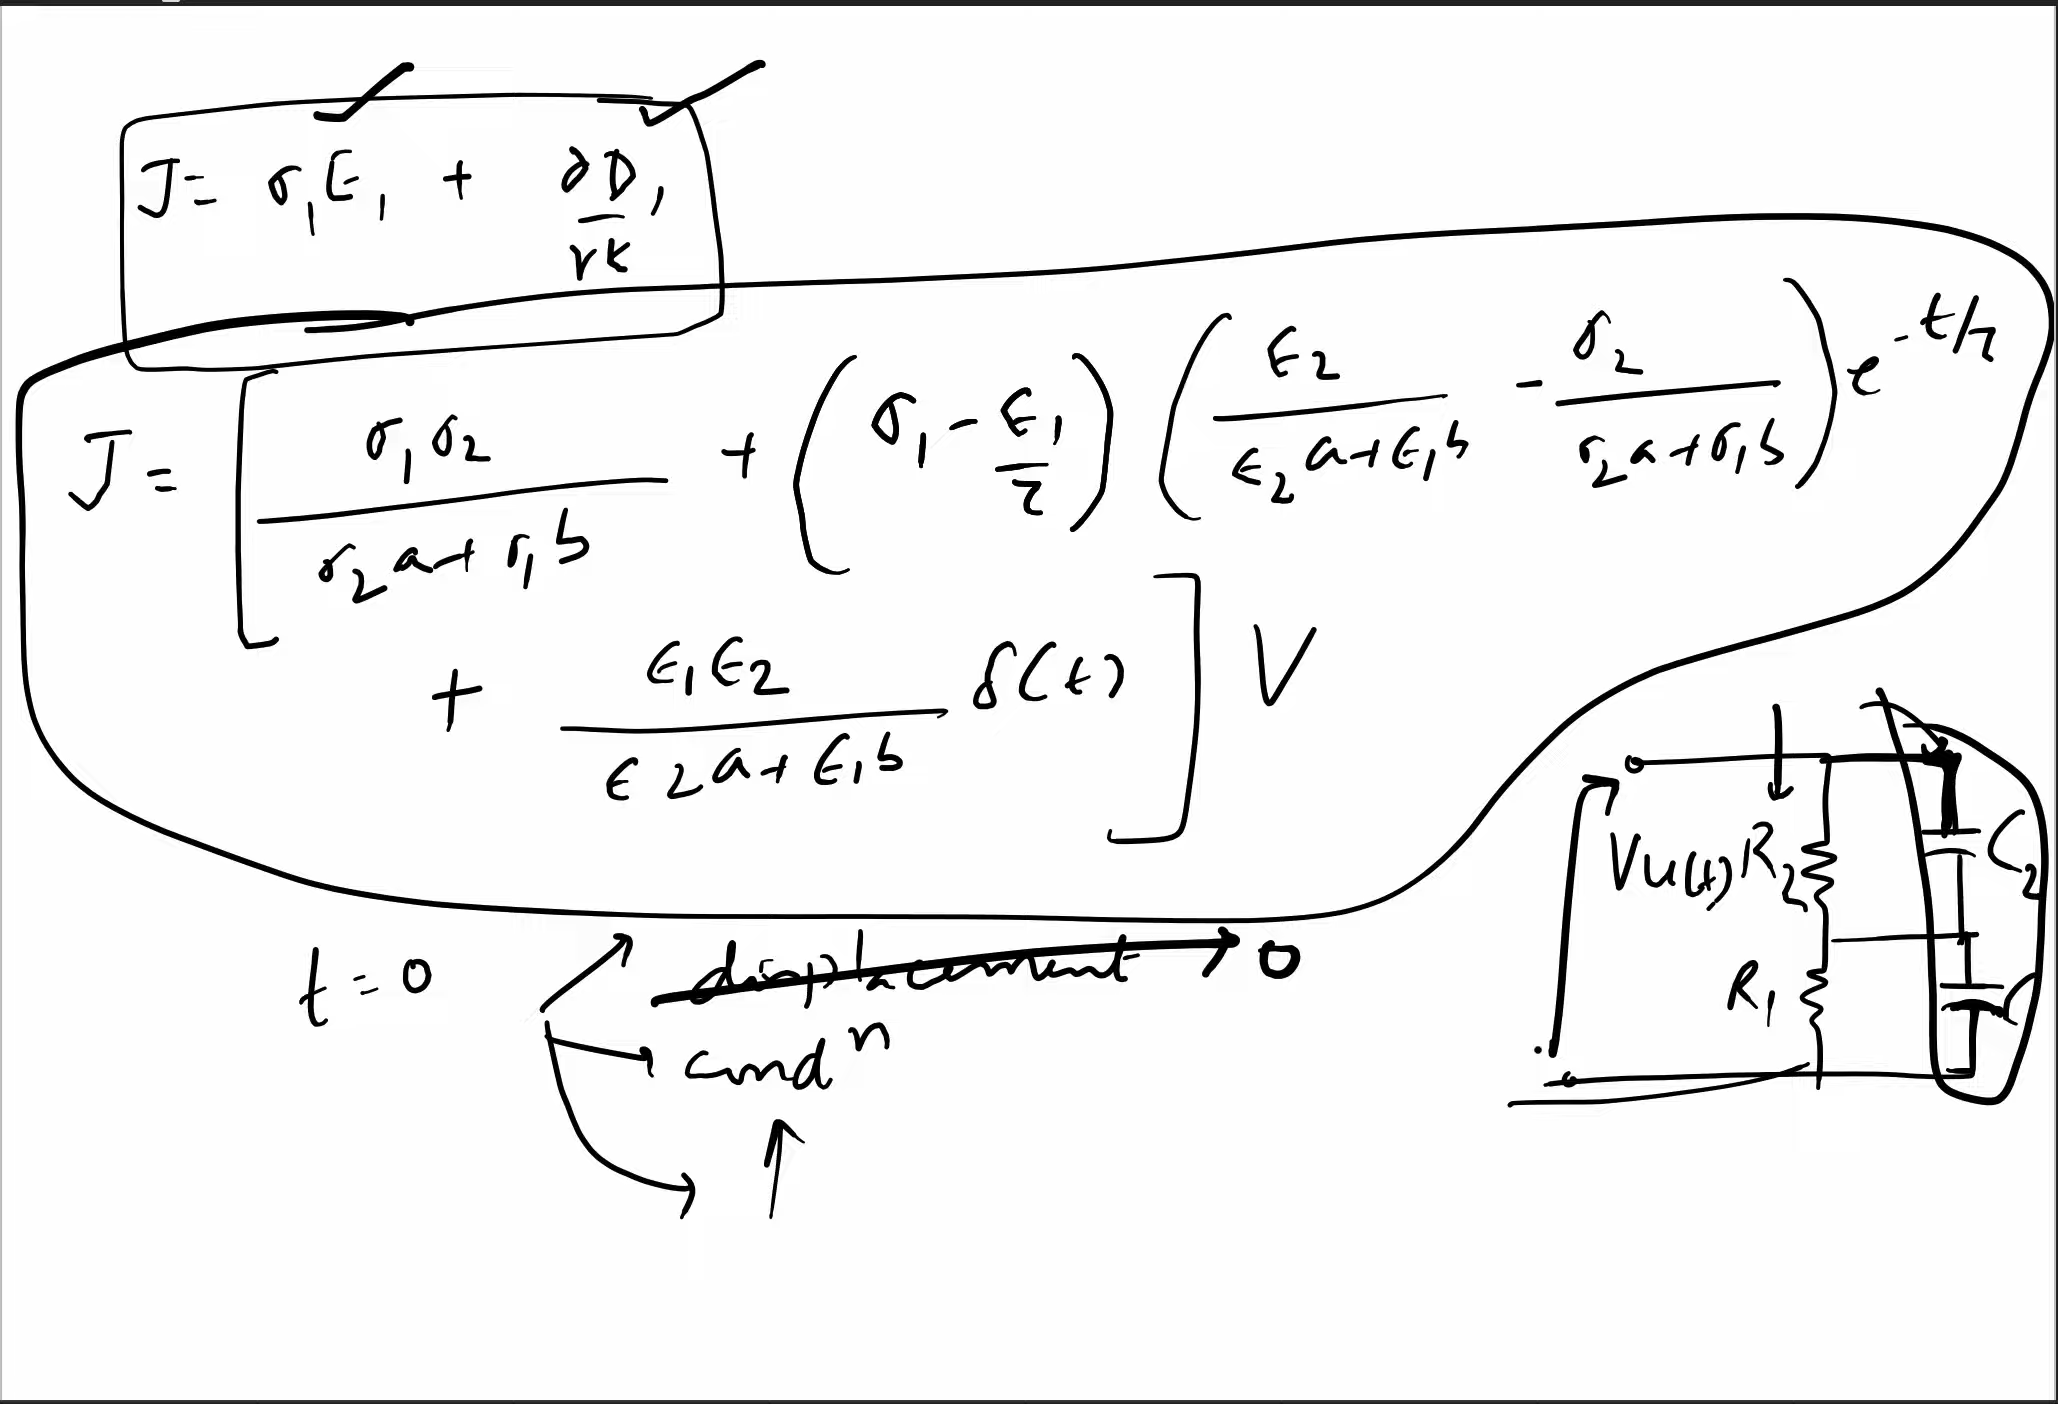 J = σ₁E₁ + ∂D₁/∂t
J = [ σ₁σ₂/(σ₂a+σ₁b) + (σ₁ - ϵ₁/τ) (ϵ₂/(ϵ₂a+ϵ₁b) - σ₂/(σ₂a+σ₁b)) e^(-t/τ)
+ ϵ₁ϵ₂/(ϵ₂a+ϵ₁b) δ(t) ] V
Vu(t) R₂ C₂
t = 0 displacement → 0
R₁
condⁿ